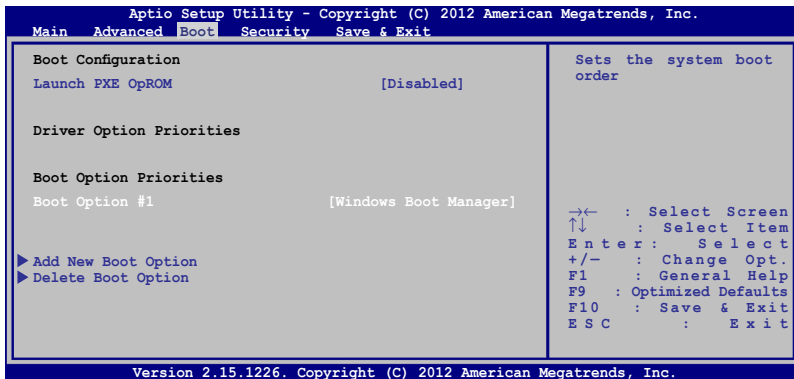 Aptio Setup Utility - Copyright (C) 2012 American Megatrends, Inc.
Main Advanced Boot Security Save & Exit
Boot Configuration
Launch PXE OpROM [Disabled]
Driver Option Priorities
Boot Option Priorities
Boot Option #1 [Windows Boot Manager]
▶ Add New Boot Option
▶ Delete Boot Option
Sets the system boot
order
→← : Select Screen
↑↓ : Select Item
Enter: Select
+/— : Change Opt.
F1 : General Help
F9 : Optimized Defaults
F10 : Save & Exit
ESC : Exit
Version 2.15.1226. Copyright (C) 2012 American Megatrends, Inc.